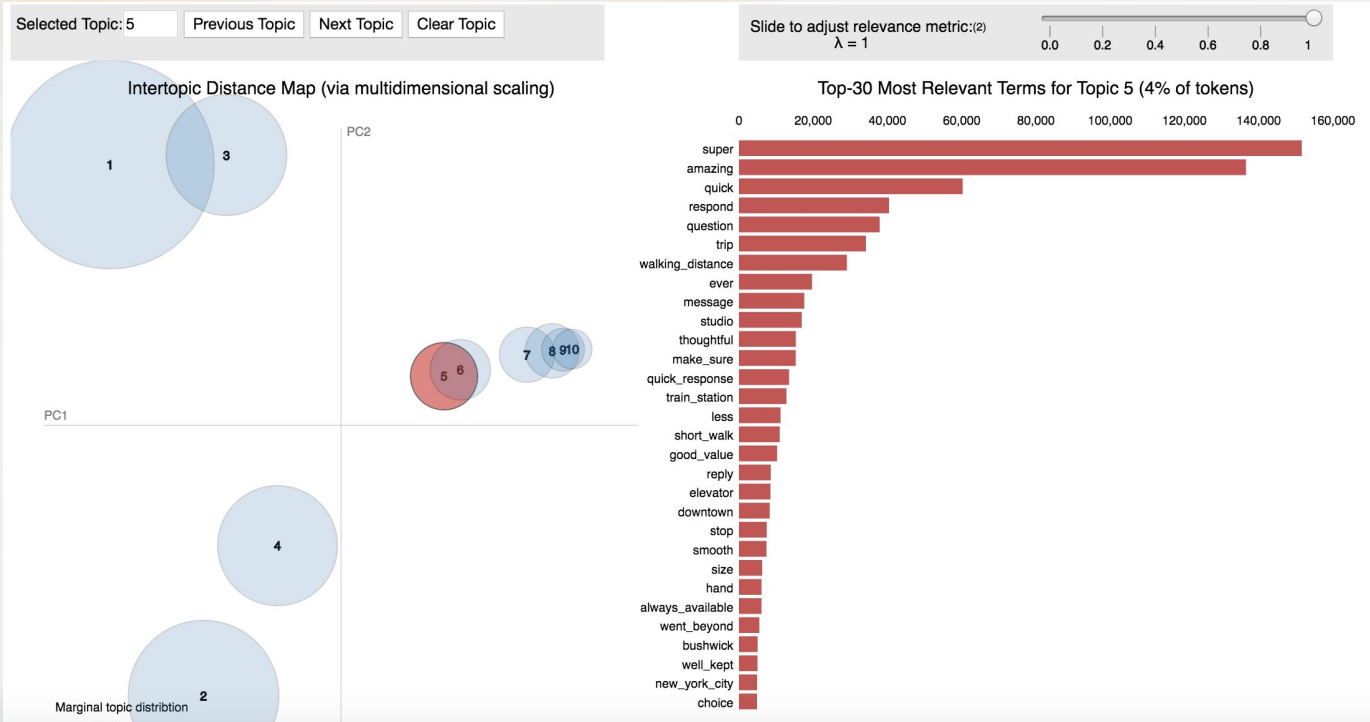 Selected Topic: 5 Previous Topic Next Topic Clear Topic
Slide to adjust relevance metric:(2)
λ = 1
0.0 0.2 0.4 0.6 0.8 1
Intertopic Distance Map (via multidimensional scaling)
PC2
PC1
1
3
5
6
7
8
9
10
4
2
Marginal topic distribtion
Top-30 Most Relevant Terms for Topic 5 (4% of tokens)
0 20,000 40,000 60,000 80,000 100,000 120,000 140,000 160,000
super
amazing
quick
respond
question
trip
walking_distance
ever
message
studio
thoughtful
make_sure
quick_response
train_station
less
short_walk
good_value
reply
elevator
downtown
stop
smooth
size
hand
always_available
went_beyond
bushwick
well_kept
new_york_city
choice